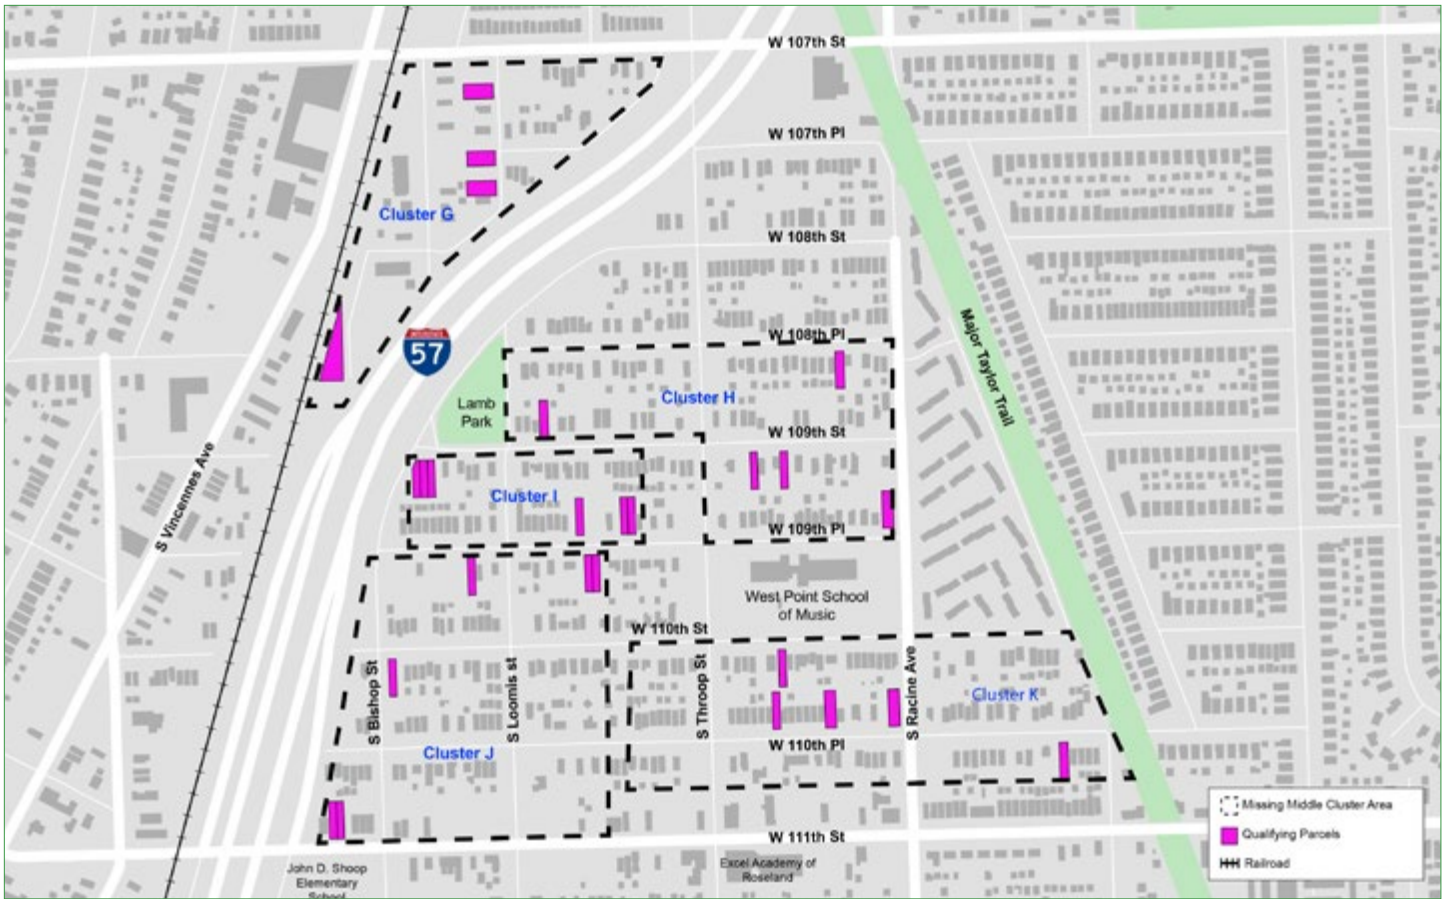 W 107th St
W 107th Pl
Cluster G
W 108th St
W 108th Pl
INTERSTATE
57
Major Taylor Trail
Lamb
Park
Cluster H
W 109th St
S Vincennes Ave
Cluster I
W 109th Pl
West Point School
of Music
W 110th St
S Bishop St
S Loomis st
S Throop St
S Racine Ave
Cluster K
Cluster J
W 110th Pl
Missing Middle Cluster Area
Qualifying Parcels
Railroad
W 111th St
John D. Shoop
Elementary
School
Excel Academy of
Roseland